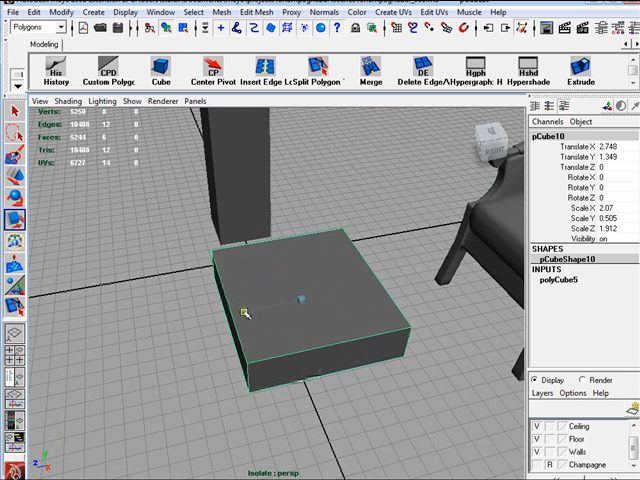 File Edit Modify Create Display Window Select Mesh Edit Mesh Proxy Normals Color Create UVs Edit UVs Muscle Help
Polygons
Modeling
His CPD CP DE Hgph Hshd
History Custom Polygo Cube Center Pivot Insert Edge Lo Split Polygon Merge Delete Edge/ Hypergraph: H Hypershade Extrude
View Shading Lighting Show Renderer Panels
Verts: 5250 8 0
Edges: 10488 12 0
Faces: 5244 6 0
Tris: 10488 12 0
UVs: 6727 14 0
RIGHT
Isolate : persp
Channels Object
pCube10
Translate X 2.748
Translate Y 1.349
Translate Z 0
Rotate X 0
Rotate Y 0
Rotate Z 0
Scale X 2.07
Scale Y 0.505
Scale Z 1.912
Visibility on
SHAPES
pCubeShape10
INPUTS
polyCube5
Display Render
Layers Options Help
V Ceiling
V Floor
V Walls
R Champagne